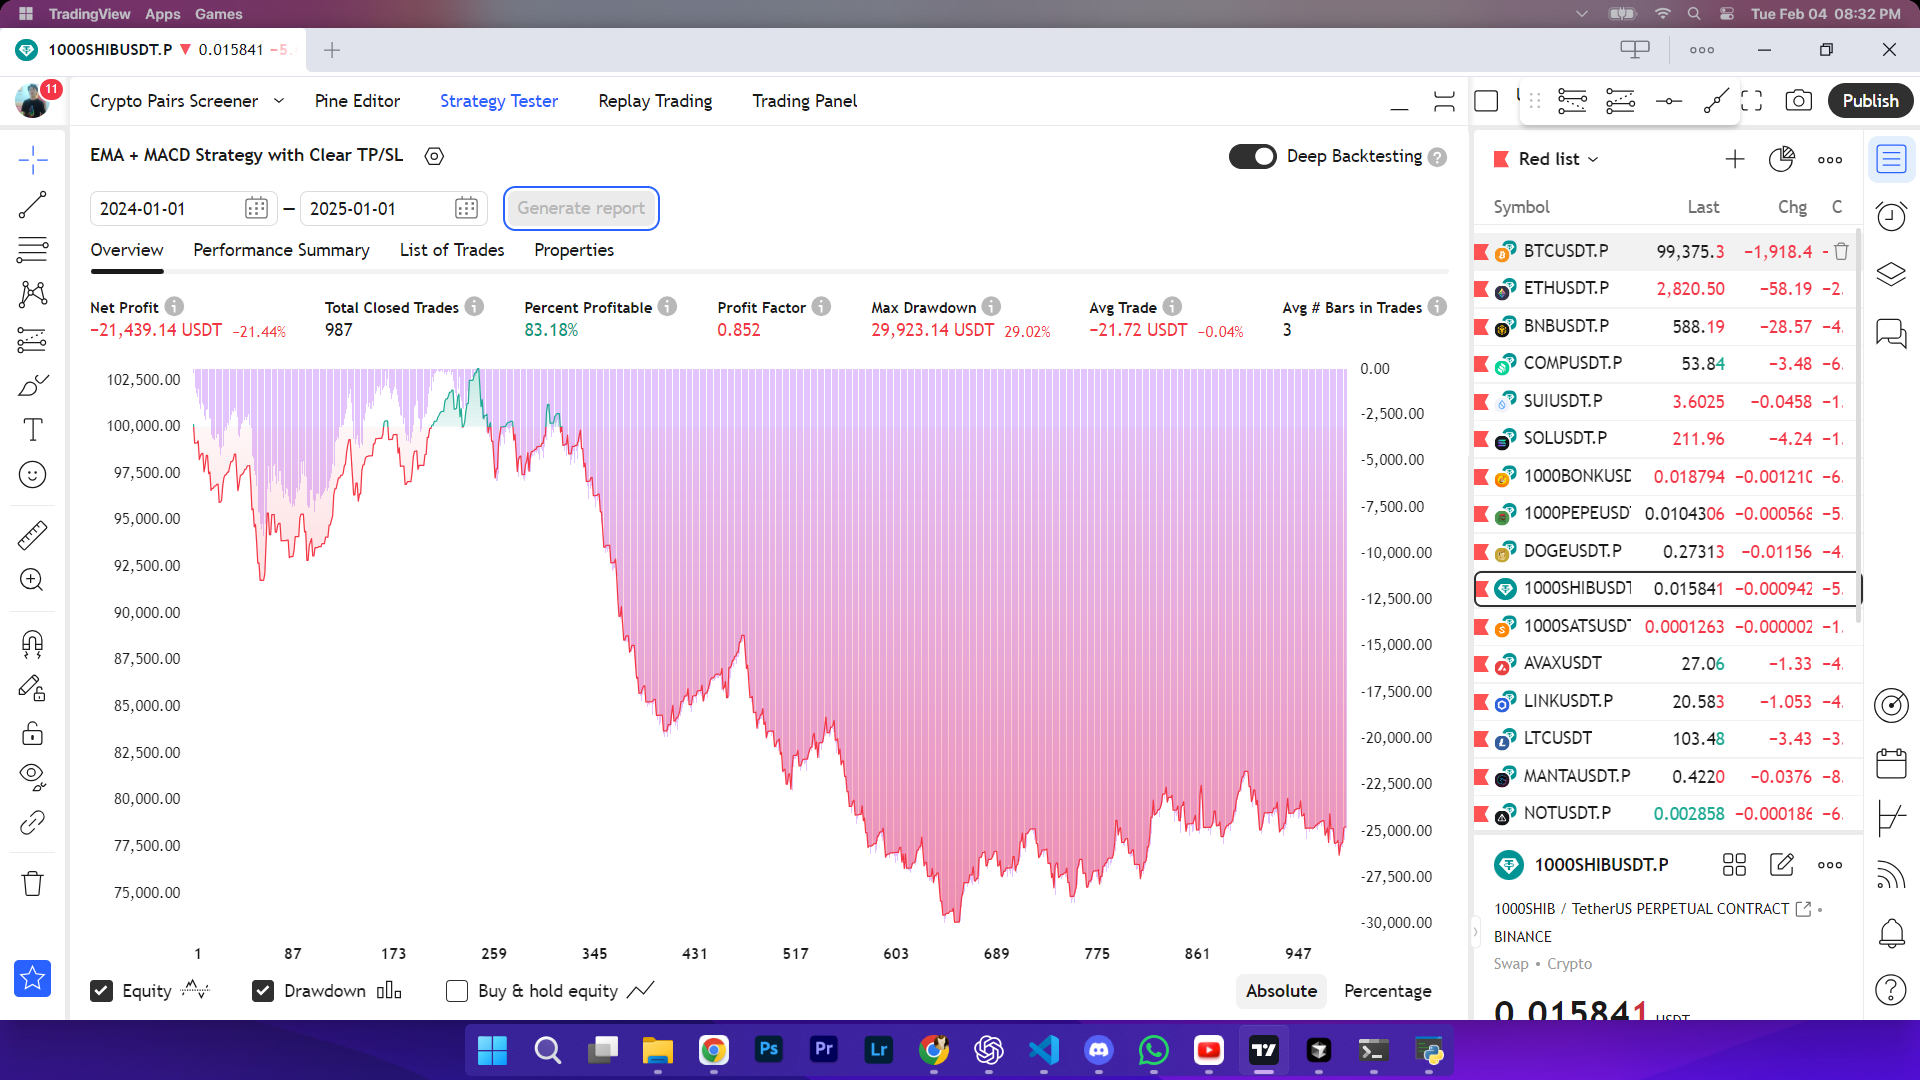 TradingView Apps Games
Tue Feb 04 08:32 PM
1000SHIBUSDT.P ▼ 0.015841 −5.
11
Crypto Pairs Screener Pine Editor Strategy Tester Replay Trading Trading Panel
Publish
EMA + MACD Strategy with Clear TP/SL
Deep Backtesting ?
2024-01-01 – 2025-01-01 Generate report
Overview Performance Summary List of Trades Properties
Net Profit Total Closed Trades Percent Profitable Profit Factor Max Drawdown Avg Trade Avg # Bars in Trades
−21,439.14 USDT −21.44% 987 83.18% 0.852 29,923.14 USDT 29.02% −21.72 USDT −0.04% 3
102,500.00
100,000.00
97,500.00
95,000.00
92,500.00
90,000.00
87,500.00
85,000.00
82,500.00
80,000.00
77,500.00
75,000.00
0.00
-2,500.00
-5,000.00
-7,500.00
-10,000.00
-12,500.00
-15,000.00
-17,500.00
-20,000.00
-22,500.00
-25,000.00
-27,500.00
-30,000.00
1 87 173 259 345 431 517 603 689 775 861 947
Equity Drawdown Buy & hold equity Absolute Percentage
Red list
Symbol Last Chg C
BTCUSDT.P 99,375.3 −1,918.4 -
ETHUSDT.P 2,820.50 −58.19 −2.
BNBUSDT.P 588.19 −28.57 −4.
COMPUSDT.P 53.84 −3.48 −6.
SUIUSDT.P 3.6025 −0.0458 −1.
SOLUSDT.P 211.96 −4.24 −1.
1000BONKUSD 0.018794 −0.001210 −6.
1000PEPEUSD 0.0104306 −0.000568 −5.
DOGEUSDT.P 0.27313 −0.01156 −4.
1000SHIBUSDT 0.015841 −0.000942 −5.
1000SATSUSDT 0.0001263 −0.000002 −1.
AVAXUSDT 27.06 −1.33 −4.
LINKUSDT.P 20.583 −1.053 −4.
LTCUSDT 103.48 −3.43 −3.
MANTAUSDT.P 0.4220 −0.0376 −8.
NOTUSDT.P 0.002858 −0.000186 −6.
1000SHIBUSDT.P
1000SHIB / TetherUS PERPETUAL CONTRACT •
BINANCE
Swap • Crypto
0.015841 USDT
Ps Pr Lr